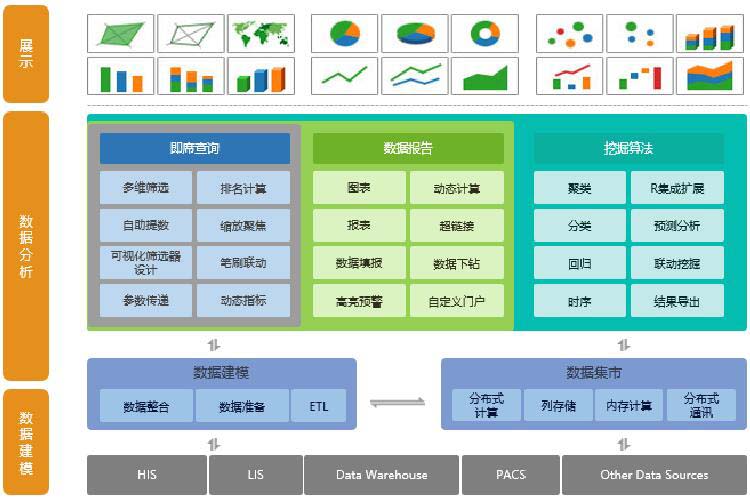 展示
即席查询
数据报告
挖掘算法
多维筛选
排名计算
图表
动态计算
聚类
R集成扩展
自助提数
缩放聚焦
报表
超链接
分类
预测分析
可视化筛选器
设计
笔刷联动
数据填报
数据下钻
回归
联动挖掘
参数传递
动态指标
高亮预警
自定义门户
时序
结果导出
数据分析
数据建模
数据整合
数据准备
ETL
数据集市
分布式
计算
列存储
内存计算
分布式
通讯
数据建模
HIS
LIS
Data Warehouse
PACS
Other Data Sources